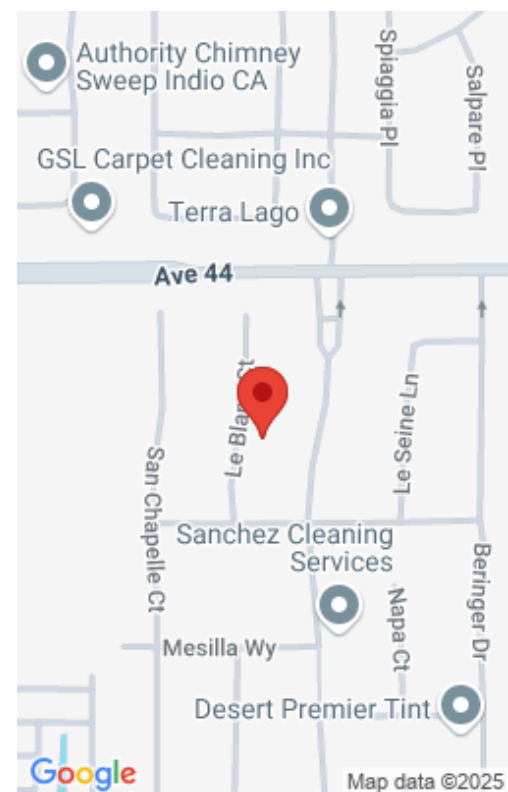 Authority Chimney
Sweep Indio CA
Spiaggia Pl
Salpare Pl
GSL Carpet Cleaning Inc
Terra Lago
Ave 44
Le Blanc
Le Seine Ln
San Chapelle Ct
Sanchez Cleaning
Services
Beringer Dr
Napa Ct
Mesilla Wy
Desert Premier Tint
Google
Map data ©2025